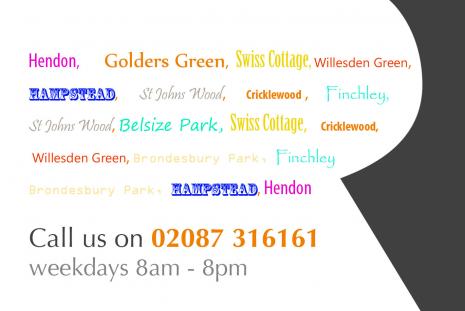 Hendon, Golders Green, Swiss Cottage, Willesden Green,
HAMPSTEAD, St Johns Wood, Cricklewood , Finchley,
St Johns Wood, Belsize Park, Swiss Cottage, Cricklewood,
Willesden Green, Brondesbury Park, Finchley
Brondesbury Park, HAMPSTEAD, Hendon
Call us on 02087 316161
weekdays 8am - 8pm